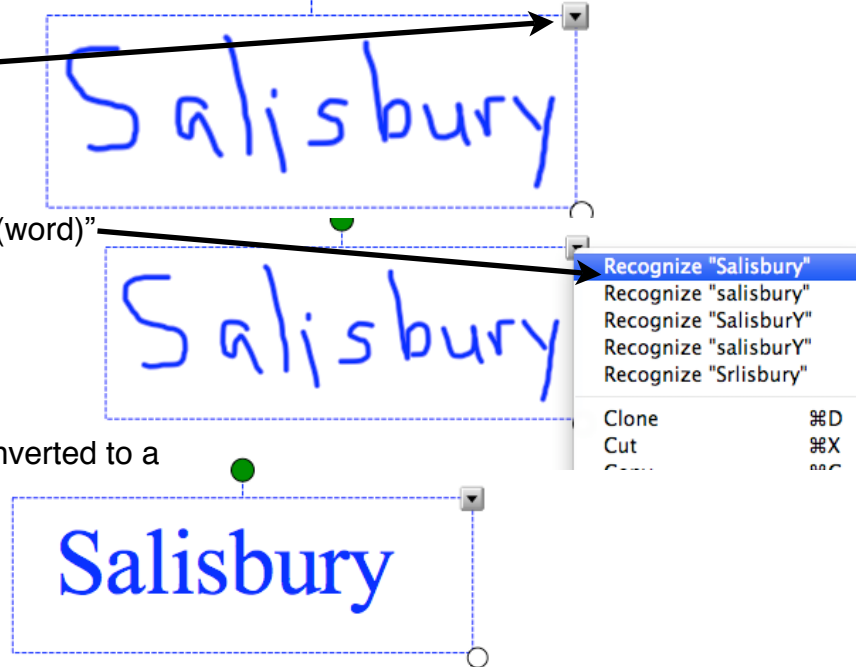 Salisbury
(word)”
Salisbury
Recognize "Salisbury"
Recognize "salisbury"
Recognize "SalisburY"
Recognize "salisburY"
Recognize "Srlisbury"
Clone ⌘D
Cut ⌘X
nverted to a
Salisbury